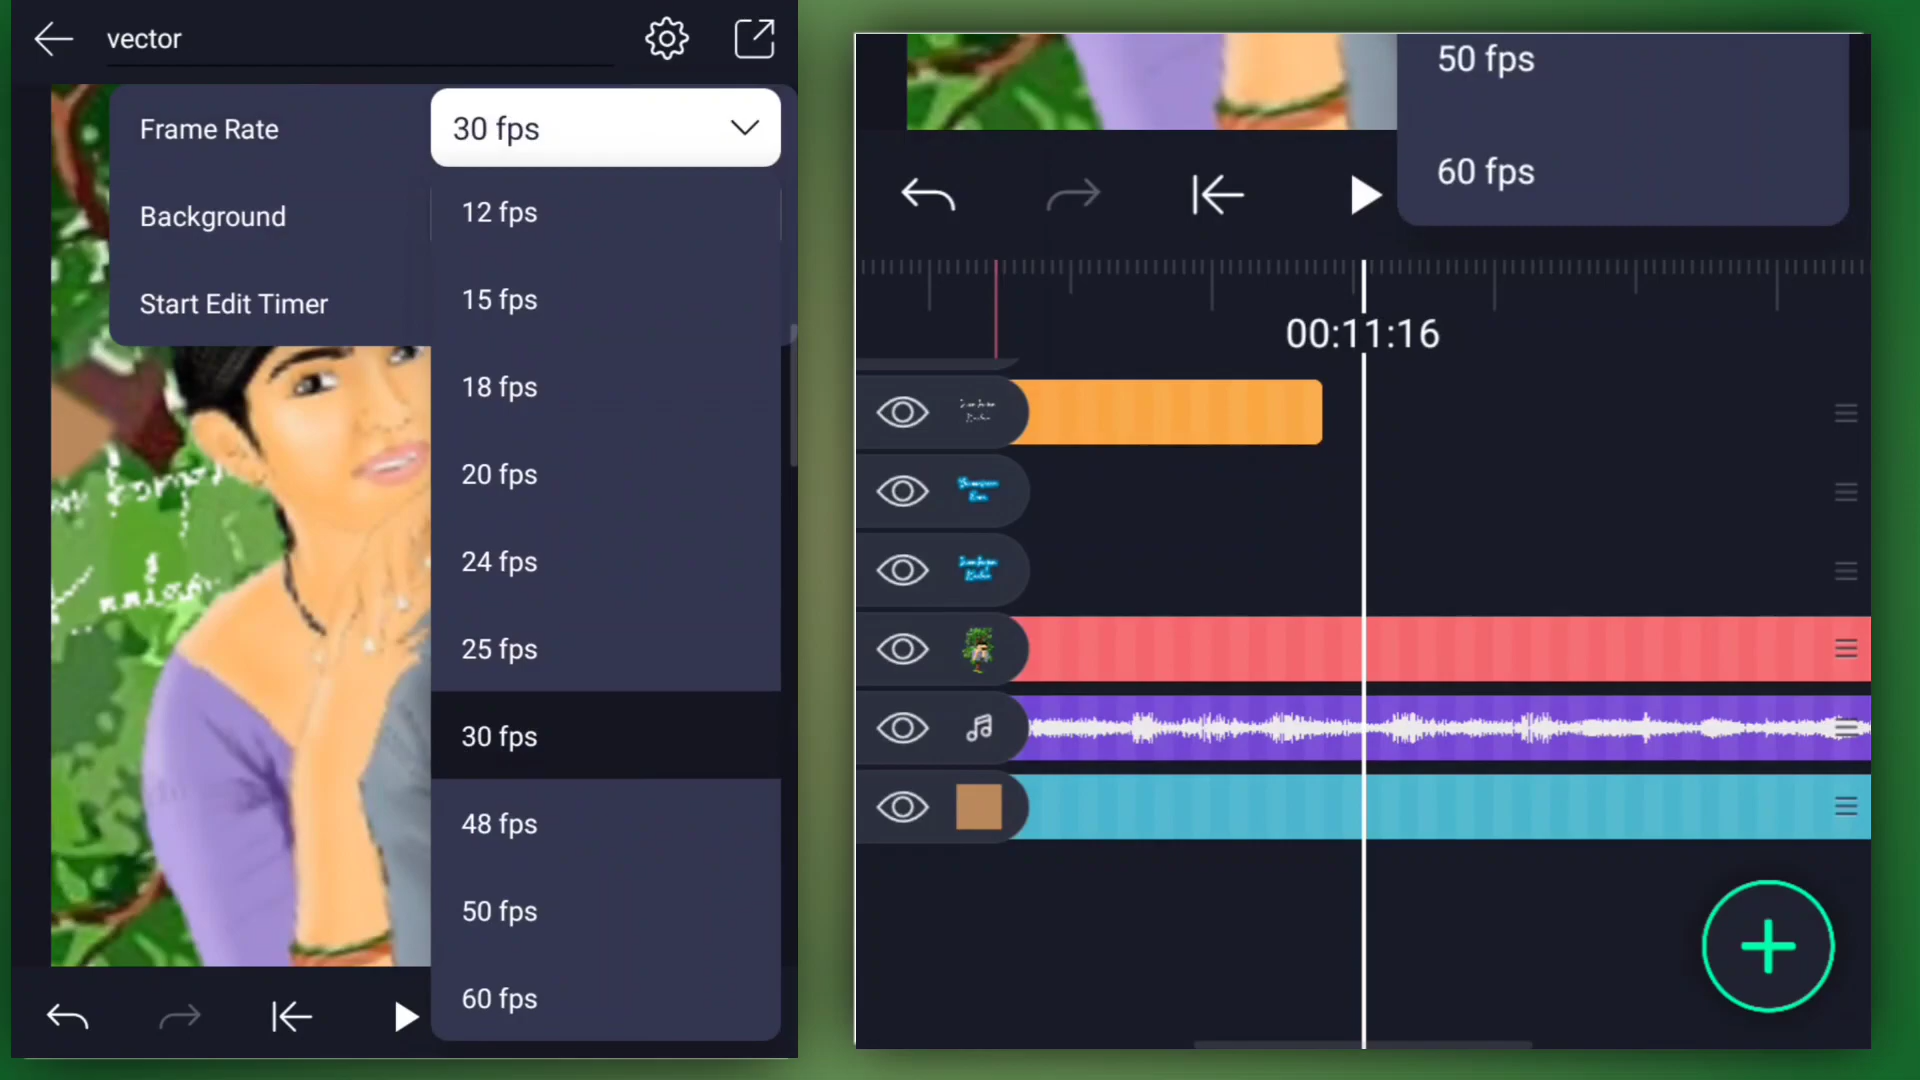 vector
Frame Rate
30 fps
Background
Start Edit Timer
12 fps
15 fps
18 fps
20 fps
24 fps
25 fps
30 fps
48 fps
50 fps
60 fps
50 fps
60 fps
00:11:16